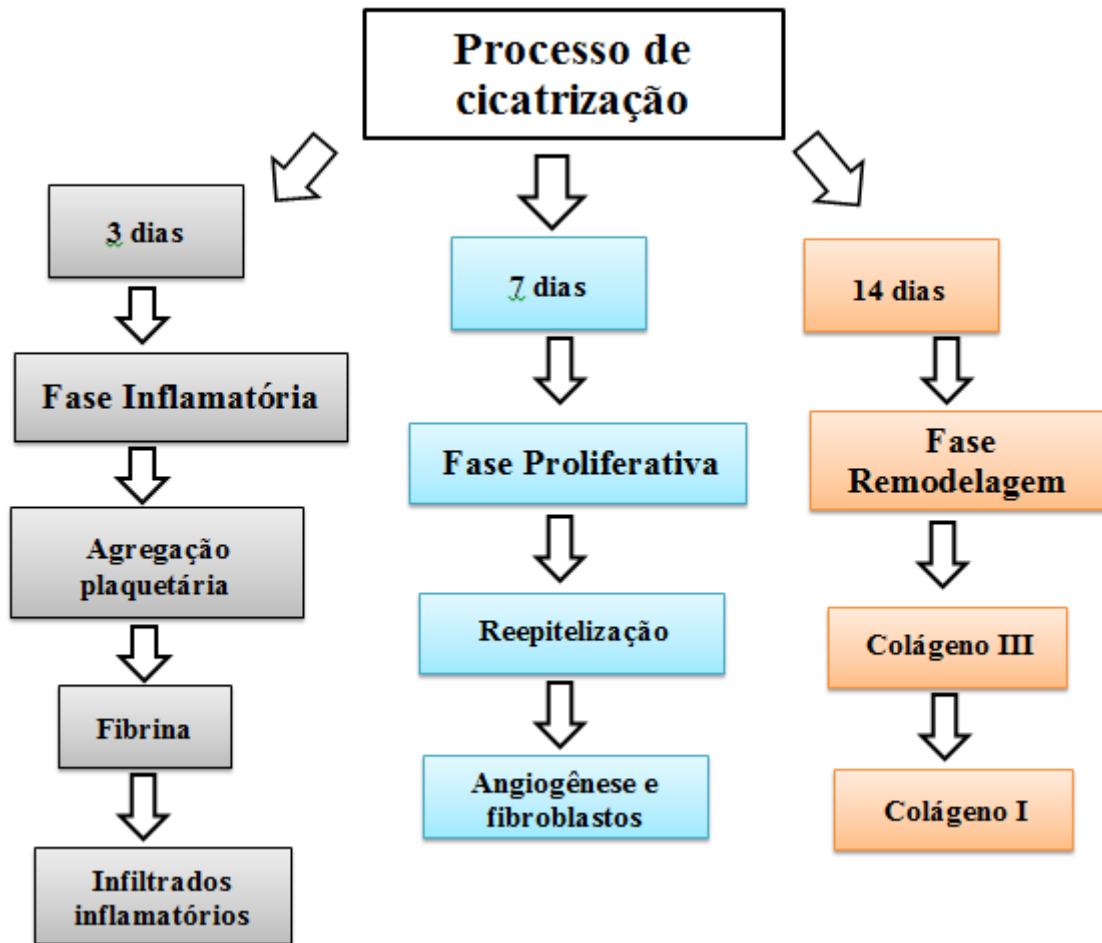 Processo de
cicatrização
3 dias
Fase Inflamatória
Agregação
plaquetária
Fibrina
Infiltrados
inflamatórios
7 dias
Fase Proliferativa
Reepitelização
Angiogênese e
fibroblastos
14 dias
Fase
Remodelagem
Colágeno III
Colágeno I